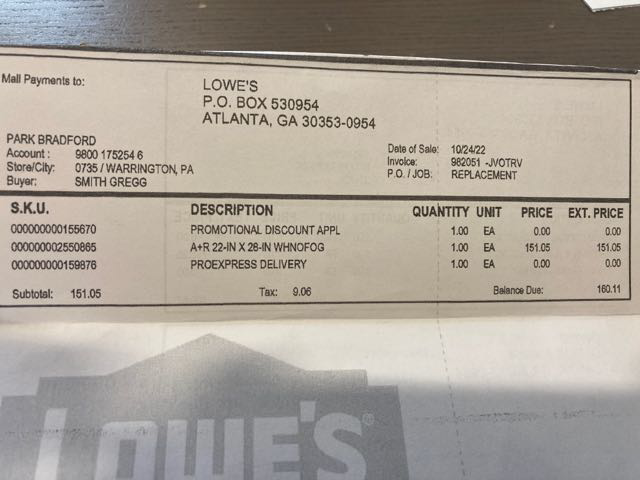 Mail Payments to:
LOWE'S
P.O. BOX 530954
ATLANTA, GA 30353-0954
PARK BRADFORD
Account: 9800 175254 6
Store/City: 0735 / WARRINGTON, PA
Buyer: SMITH GREGG
Date of Sale: 10/24/22
Invoice: 982051 -JVOTRV
P.O. / JOB: REPLACEMENT
S.K.U. DESCRIPTION QUANTITY UNIT PRICE EXT. PRICE
000000000155670 PROMOTIONAL DISCOUNT APPL 1.00 EA 0.00 0.00
000000002550865 A+R 22-IN X 28-IN WHNOFOG 1.00 EA 151.05 151.05
000000000159876 PROEXPRESS DELIVERY 1.00 EA 0.00 0.00
Subtotal: 151.05 Tax: 9.06 Balance Due: 160.11
LOWE'S®